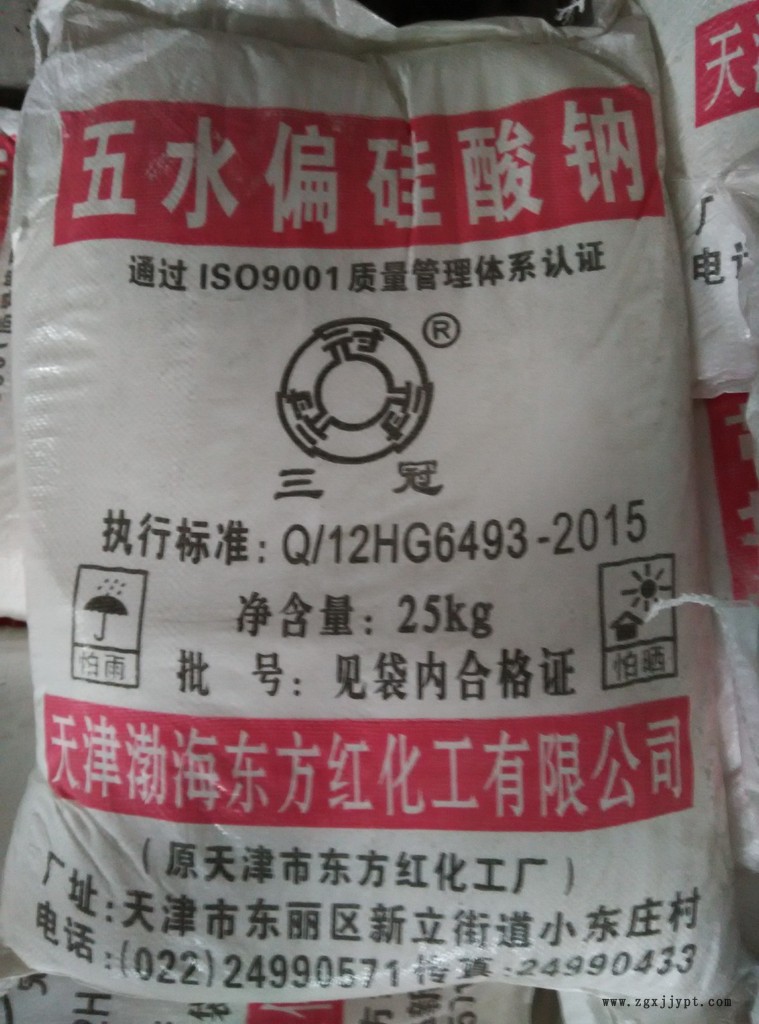 五水偏硅酸钠
通过ISO9001质量管理体系认证
®
三冠
执行标准：Q/12HG6493-2015
净含量：25kg
怕雨
怕晒
批 号：见袋内合格证
天津渤海东方红化工有限公司
（原天津市东方红化工厂）
厂址：天津市东丽区新立街道小东庄村
电话：(022)24990571 传真：24990433
天
厂
电
www.zgxjjypt.com